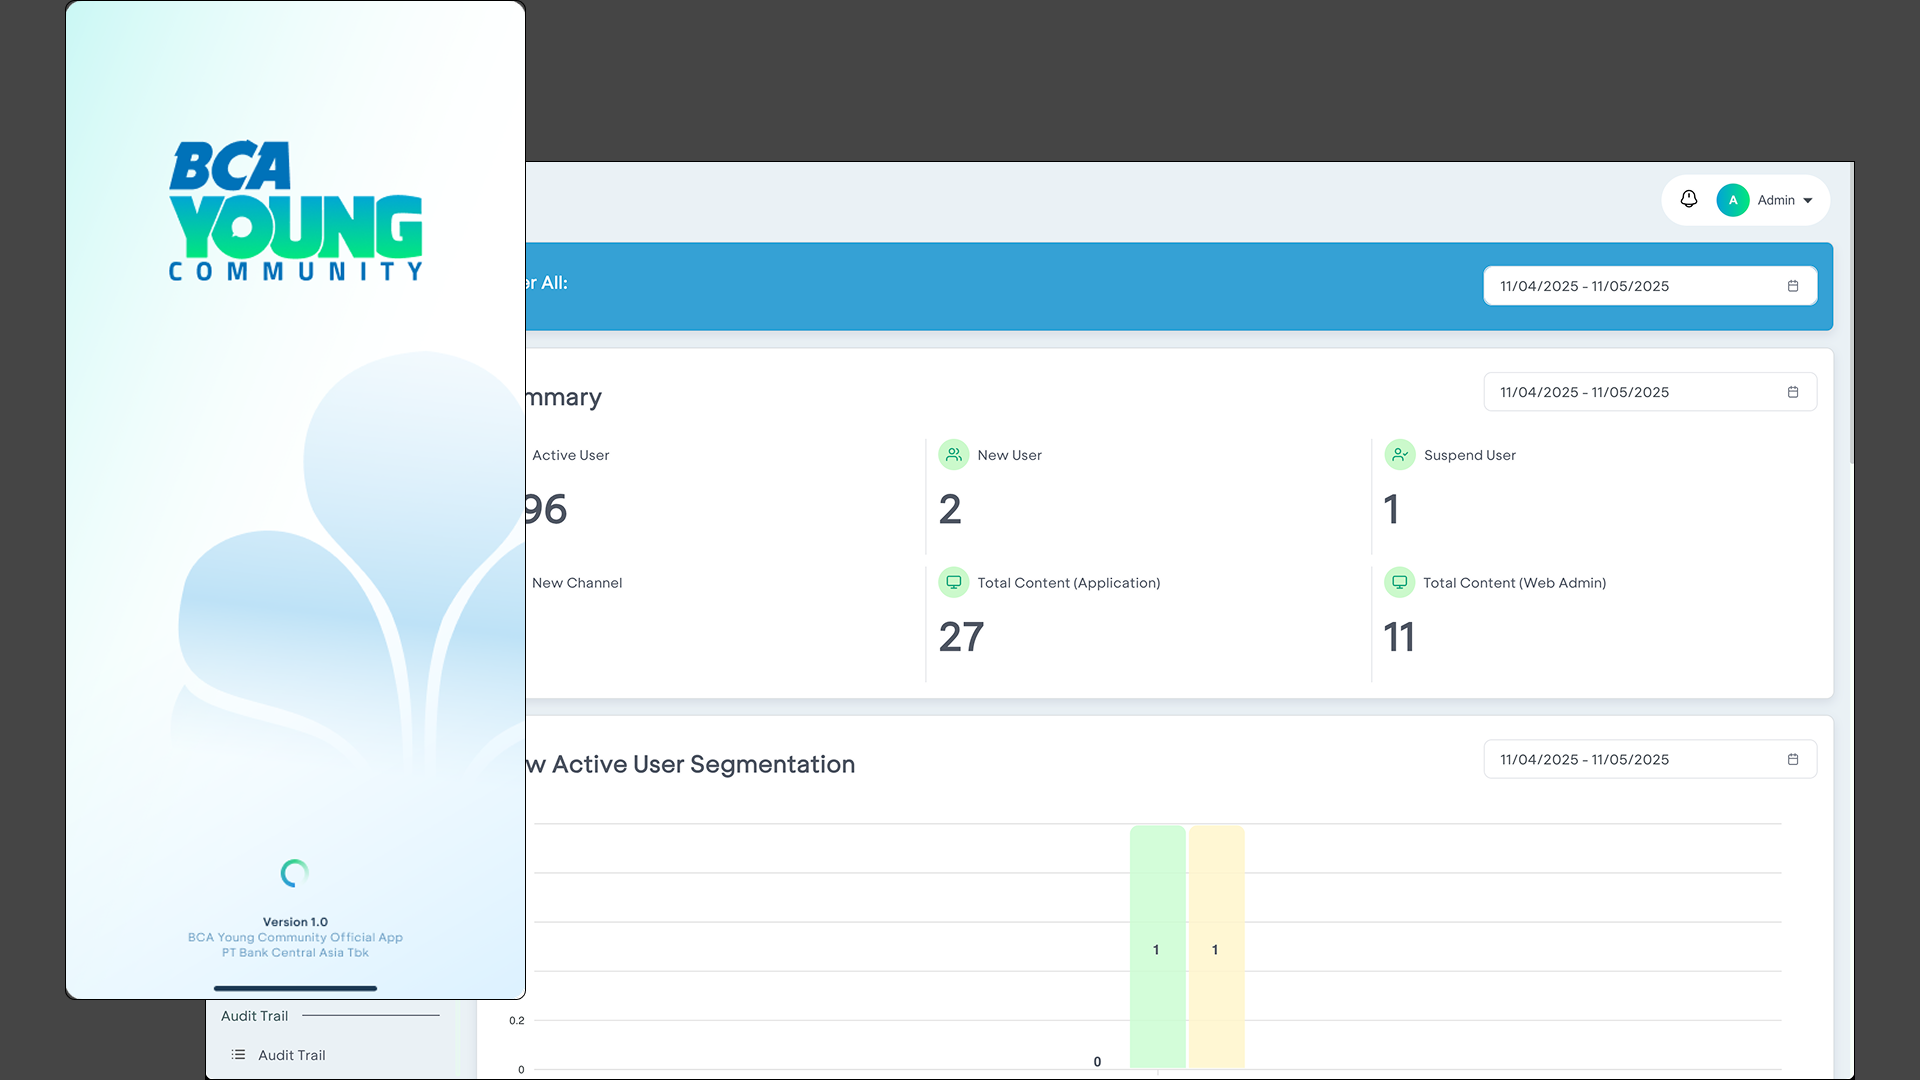 BCA
YOUNG
COMMUNITY
Version 1.0
BCA Young Community Official App
PT Bank Central Asia Tbk
A Admin
All:
11/04/2025 - 11/05/2025
11/04/2025 - 11/05/2025
Active User
96
New User
2
Suspend User
1
New Channel
Total Content (Application)
27
Total Content (Web Admin)
11
Active User Segmentation
11/04/2025 - 11/05/2025
1
1
0.2
0
0
Audit Trail
Audit Trail